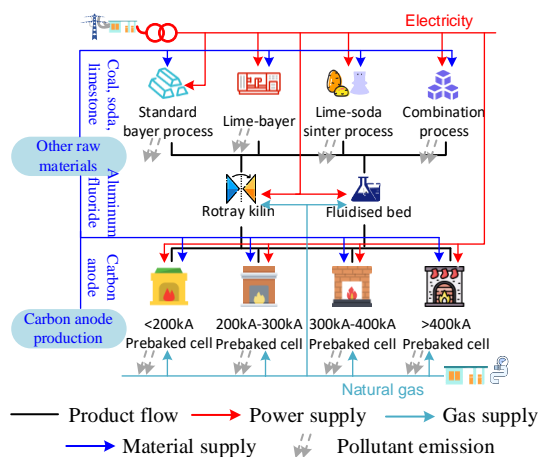 Electricity
Coal, soda,
limestone
Standard
bayer process
Lime-bayer
Lime-soda
sinter process
Combination
process
Other raw
materials
Aluminum
fluoride
Rotray kilin
Fluidised bed
Carbon
anode
Carbon anode
production
<200kA
Prebaked cell
200kA-300kA
Prebaked cell
300kA-400kA
Prebaked cell
>400kA
Prebaked cell
Natural gas
Product flow
Power supply
Gas supply
Material supply
Pollutant emission